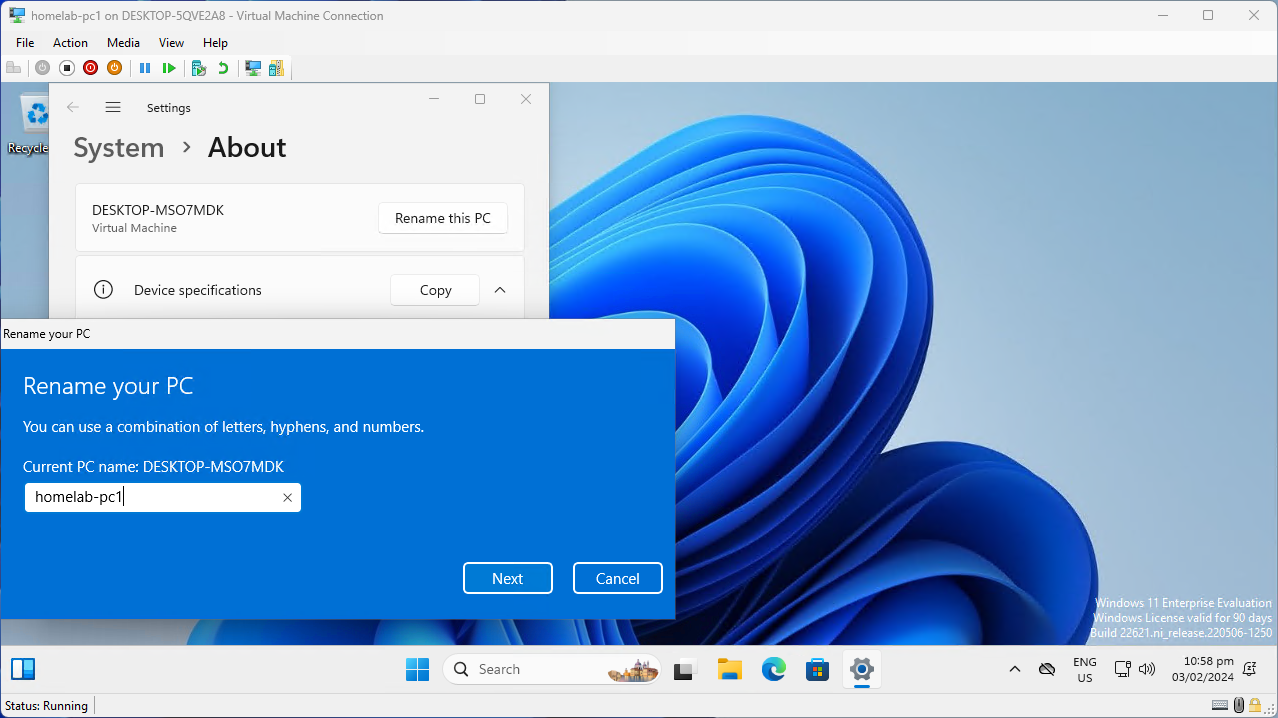 homelab-pc1 on DESKTOP-5QVE2A8 - Virtual Machine Connection
File Action Media View Help
Recycle
Settings
System > About
DESKTOP-MSO7MDK
Virtual Machine
Rename this PC
Device specifications
Copy
Rename your PC
Rename your PC
You can use a combination of letters, hyphens, and numbers.
Current PC name: DESKTOP-MSO7MDK
homelab-pc1
Next
Cancel
Windows 11 Enterprise Evaluation
Windows License valid for 90 days
Build 22621.ni_release.220506-1250
Search
ENG
US
10:58 pm
03/02/2024
Status: Running